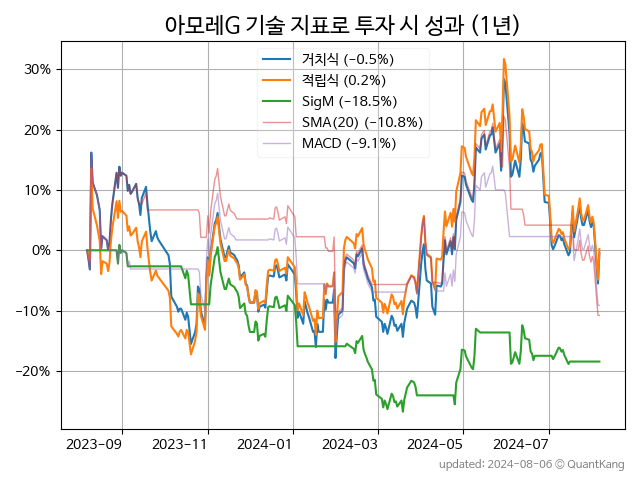 아모레G 기술 지표로 투자 시 성과 (1년)
거치식 (−0.5%)
적립식 (0.2%)
SigM (−18.5%)
SMA(20) (−10.8%)
MACD (−9.1%)
30%
20%
10%
0%
−10%
−20%
2023-09
2023-11
2024-01
2024-03
2024-05
2024-07
updated: 2024-08-06 © QuantKang